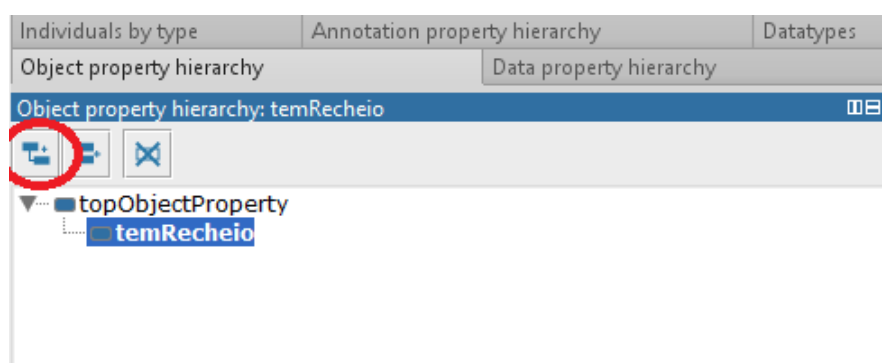 Individuals by type Annotation property hierarchy Datatypes
Object property hierarchy Data property hierarchy
Object property hierarchy: temRecheio
topObjectProperty
temRecheio